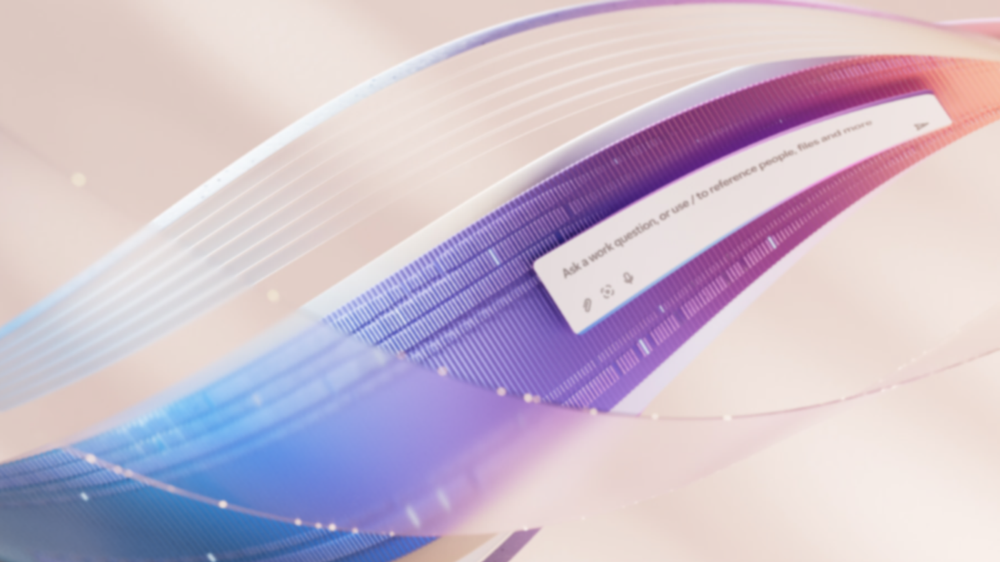 Ask a work question, or use / to reference people, files and more